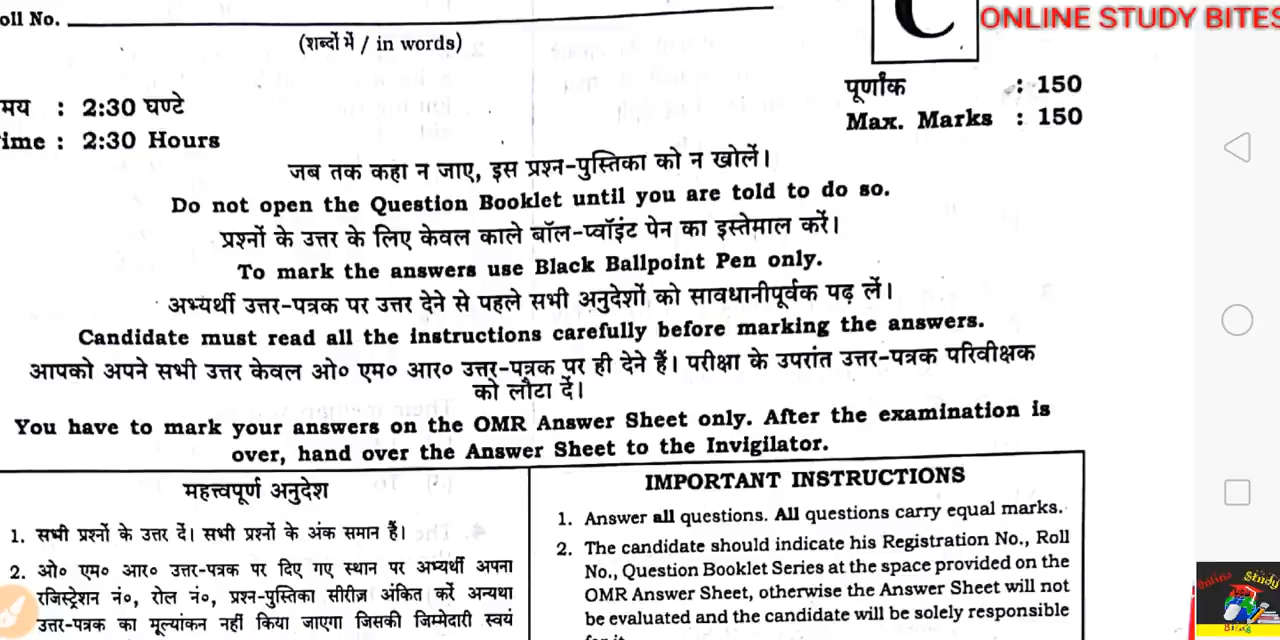 oll No.
C
ONLINE STUDY BITES
(शब्दों में / in words)
मय : 2:30 घण्टे
पूर्णांक : 150
ime : 2:30 Hours
Max. Marks : 150
जब तक कहा न जाए, इस प्रश्न-पुस्तिका को न खोलें।
Do not open the Question Booklet until you are told to do so.
प्रश्नों के उत्तर के लिए केवल काले बॉल-प्वॉइंट पेन का इस्तेमाल करें।
To mark the answers use Black Ballpoint Pen only.
अभ्यर्थी उत्तर-पत्रक पर उत्तर देने से पहले सभी अनुदेशों को सावधानीपूर्वक पढ़ लें।
Candidate must read all the instructions carefully before marking the answers.
आपको अपने सभी उत्तर केवल ओ० एम० आर० उत्तर-पत्रक पर ही देने हैं। परीक्षा के उपरांत उत्तर-पत्रक परिवीक्षक
को लौटा दें।
You have to mark your answers on the OMR Answer Sheet only. After the examination is
over, hand over the Answer Sheet to the Invigilator.
महत्त्वपूर्ण अनुदेश
1. सभी प्रश्नों के उत्तर दें। सभी प्रश्नों के अंक समान हैं।
2. ओ० एम० आर० उत्तर-पत्रक पर दिए गए स्थान पर अभ्यर्थी अपना
रजिस्ट्रेशन नं०, रोल नं०, प्रश्न-पुस्तिका सीरीज़ अंकित करें अन्यथा
उत्तर-पत्रक का मूल्यांकन नहीं किया जाएगा जिसकी जिम्मेदारी स्वयं
IMPORTANT INSTRUCTIONS
1. Answer all questions. All questions carry equal marks.
2. The candidate should indicate his Registration No., Roll
No., Question Booklet Series at the space provided on the
OMR Answer Sheet, otherwise the Answer Sheet will not
be evaluated and the candidate will be solely responsible
for it
Online Study
Bites